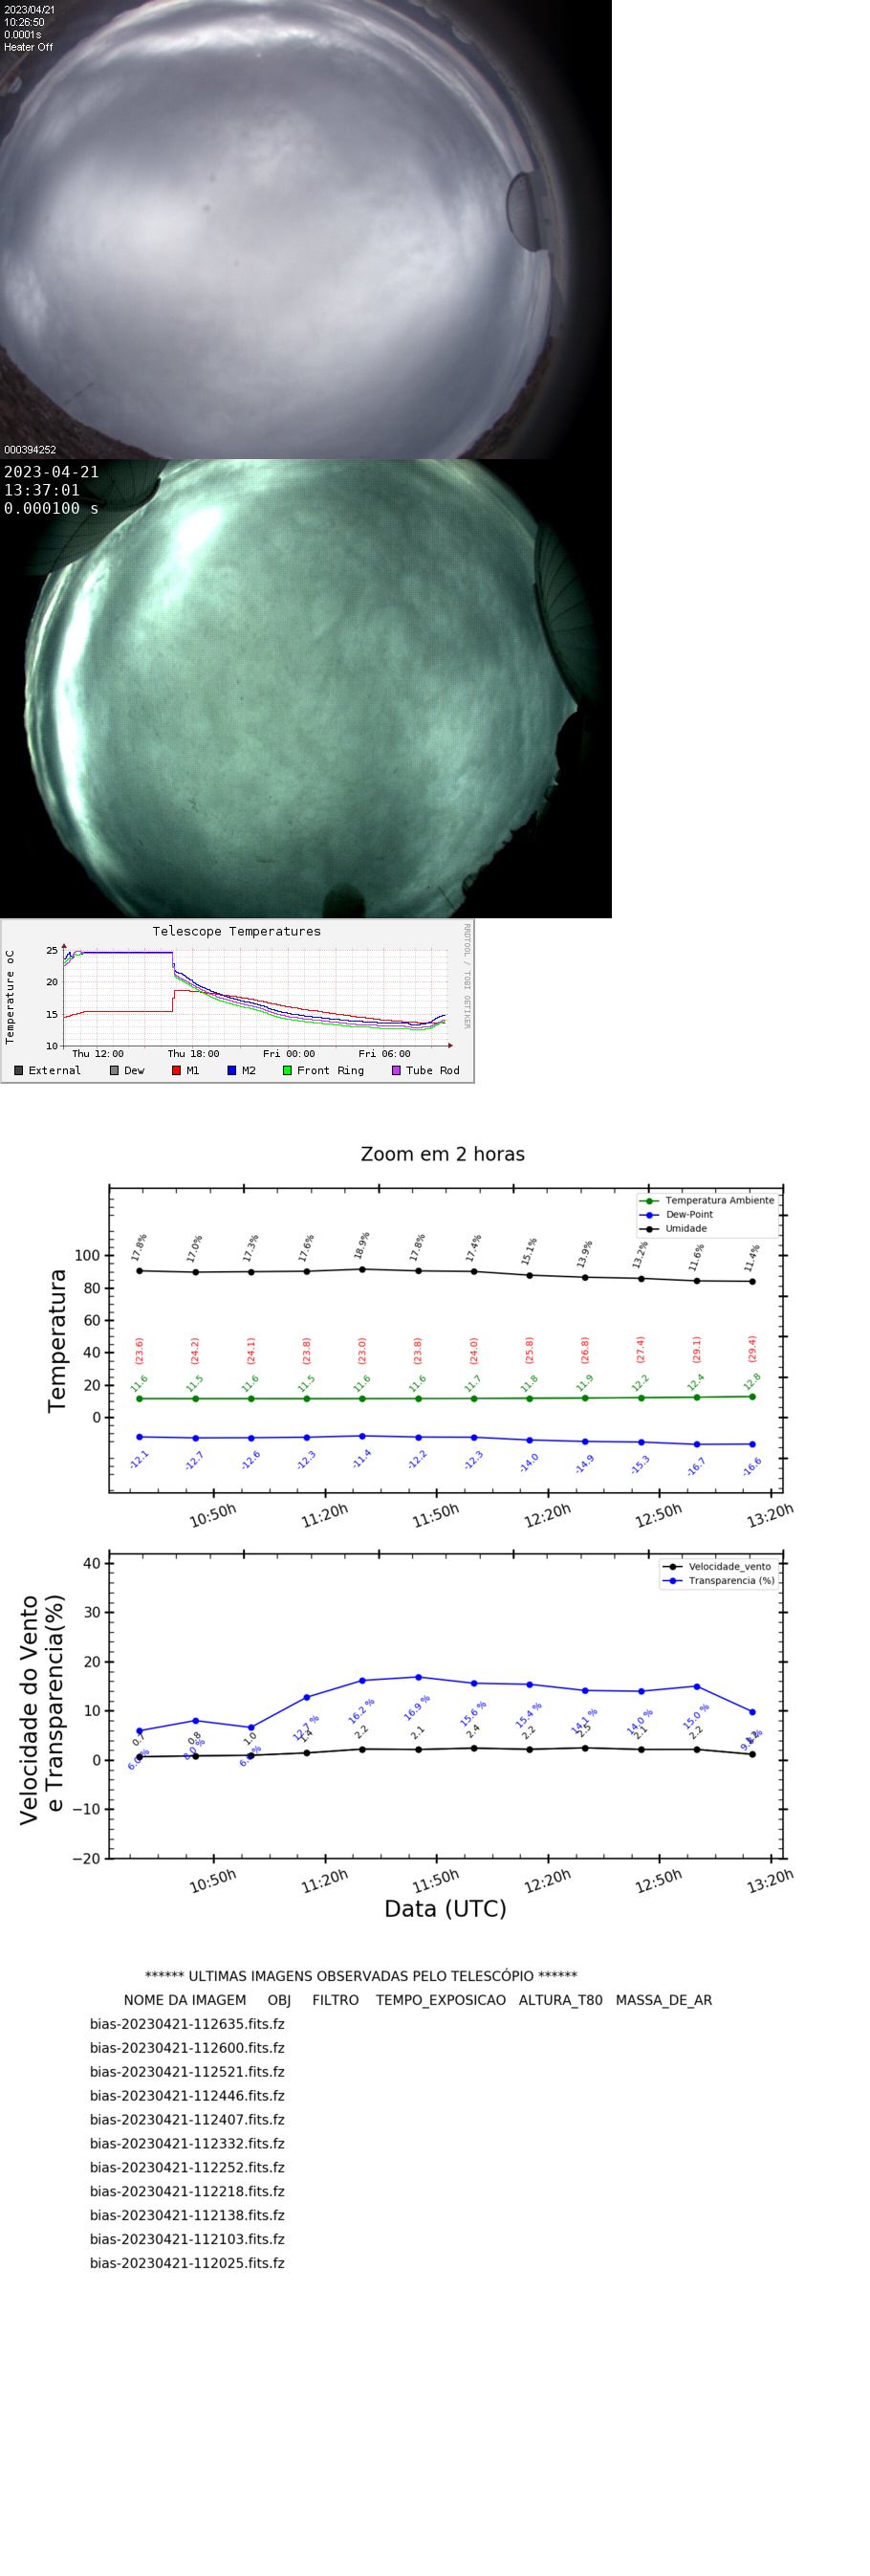 2023/04/21
10:26:50
0.0001s
Heater Off
000394252
2023-04-21
13:37:01
0.000100 s
Telescope Temperatures
RRDTOOL / TOBI OETIKER
Temperature oC
25
20
15
10
Thu 12:00 Thu 18:00 Fri 00:00 Fri 06:00
External Dew M1 M2 Front Ring Tube Rod
Zoom em 2 horas
Temperatura Ambiente
Dew-Point
Umidade
Temperatura
100
80
60
40
20
0
17.8% 17.0% 17.3% 17.6% 18.9% 17.8% 17.4% 15.1% 13.9% 13.2% 11.6% 11.4%
(23.6) (24.2) (24.1) (23.8) (23.0) (23.8) (24.0) (25.8) (26.8) (27.4) (29.1) (29.4)
11.6 11.5 11.6 11.5 11.6 11.6 11.7 11.8 11.9 12.2 12.4 12.8
-12.1 -12.7 -12.6 -12.3 -11.4 -12.2 -12.3 -14.0 -14.9 -15.3 -16.7 -16.6
10:50h 11:20h 11:50h 12:20h 12:50h 13:20h
Velocidade_vento
Transparencia (%)
Velocidade do Vento
e Transparencia(%)
40
30
20
10
0
−10
−20
12.7 % 16.2 % 16.9 % 15.6 % 15.4 % 14.1 % 14.0 % 15.0 %
0.7 0.8 1.0 1.4 2.2 2.1 2.4 2.2 2.5 2.1 2.2
8.0 %
10:50h 11:20h 11:50h 12:20h 12:50h 13:20h
Data (UTC)
****** ULTIMAS IMAGENS OBSERVADAS PELO TELESCÓPIO ******
NOME DA IMAGEM OBJ FILTRO TEMPO_EXPOSICAO ALTURA_T80 MASSA_DE_AR
bias-20230421-112635.fits.fz
bias-20230421-112600.fits.fz
bias-20230421-112521.fits.fz
bias-20230421-112446.fits.fz
bias-20230421-112407.fits.fz
bias-20230421-112332.fits.fz
bias-20230421-112252.fits.fz
bias-20230421-112218.fits.fz
bias-20230421-112138.fits.fz
bias-20230421-112103.fits.fz
bias-20230421-112025.fits.fz